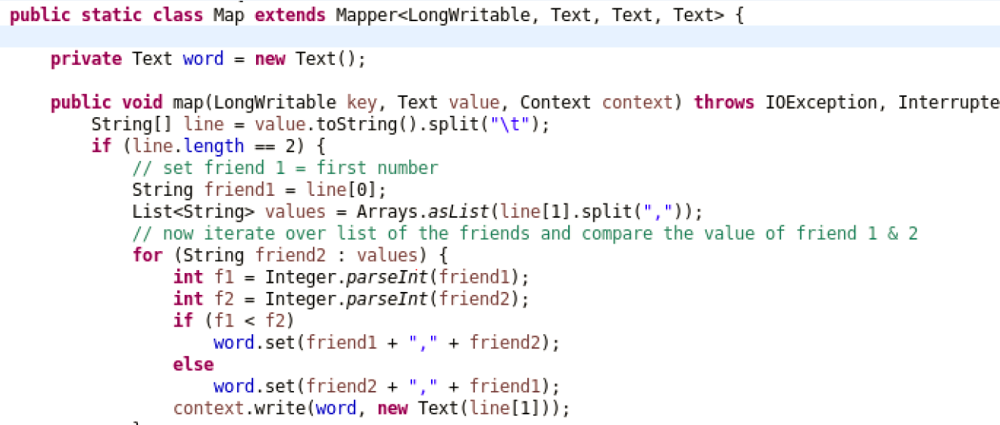 public static class Map extends Mapper<LongWritable, Text, Text, Text> {
private Text word = new Text();
public void map(LongWritable key, Text value, Context context) throws IOException, Interrupte
String[] line = value.toString().split("\t");
if (line.length == 2) {
// set friend 1 = first number
String friend1 = line[0];
List<String> values = Arrays.asList(line[1].split(","));
// now iterate over list of the friends and compare the value of friend 1 & 2
for (String friend2 : values) {
int f1 = Integer.parseInt(friend1);
int f2 = Integer.parseInt(friend2);
if (f1 < f2)
word.set(friend1 + "," + friend2);
else
word.set(friend2 + "," + friend1);
context.write(word, new Text(line[1]));